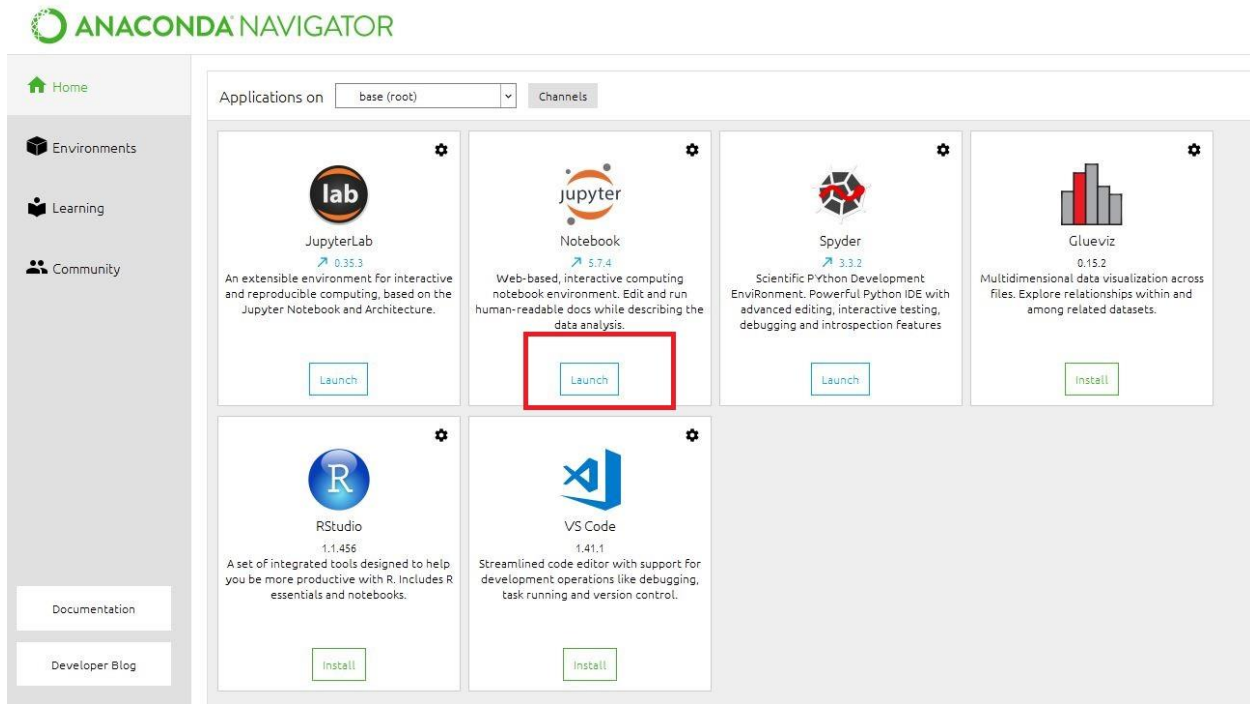 ANACONDA NAVIGATOR
Home
Environments
Learning
Community
Documentation
Developer Blog
Applications on base (root) Channels
lab
JupyterLab
0.35.3
An extensible environment for interactive
and reproducible computing, based on the
Jupyter Notebook and Architecture.
Launch
jupyter
Notebook
5.7.4
Web-based, interactive computing
notebook environment. Edit and run
human-readable docs while describing the
data analysis.
Launch
Spyder
3.3.2
Scientific PYthon Development
EnviRonment. Powerful Python IDE with
advanced editing, interactive testing,
debugging and introspection features
Launch
Glueviz
0.15.2
Multidimensional data visualization across
files. Explore relationships within and
among related datasets.
Install
R
RStudio
1.1.456
A set of integrated tools designed to help
you be more productive with R. Includes R
essentials and notebooks.
Install
VS Code
1.41.1
Streamlined code editor with support for
development operations like debugging,
task running and version control.
Install